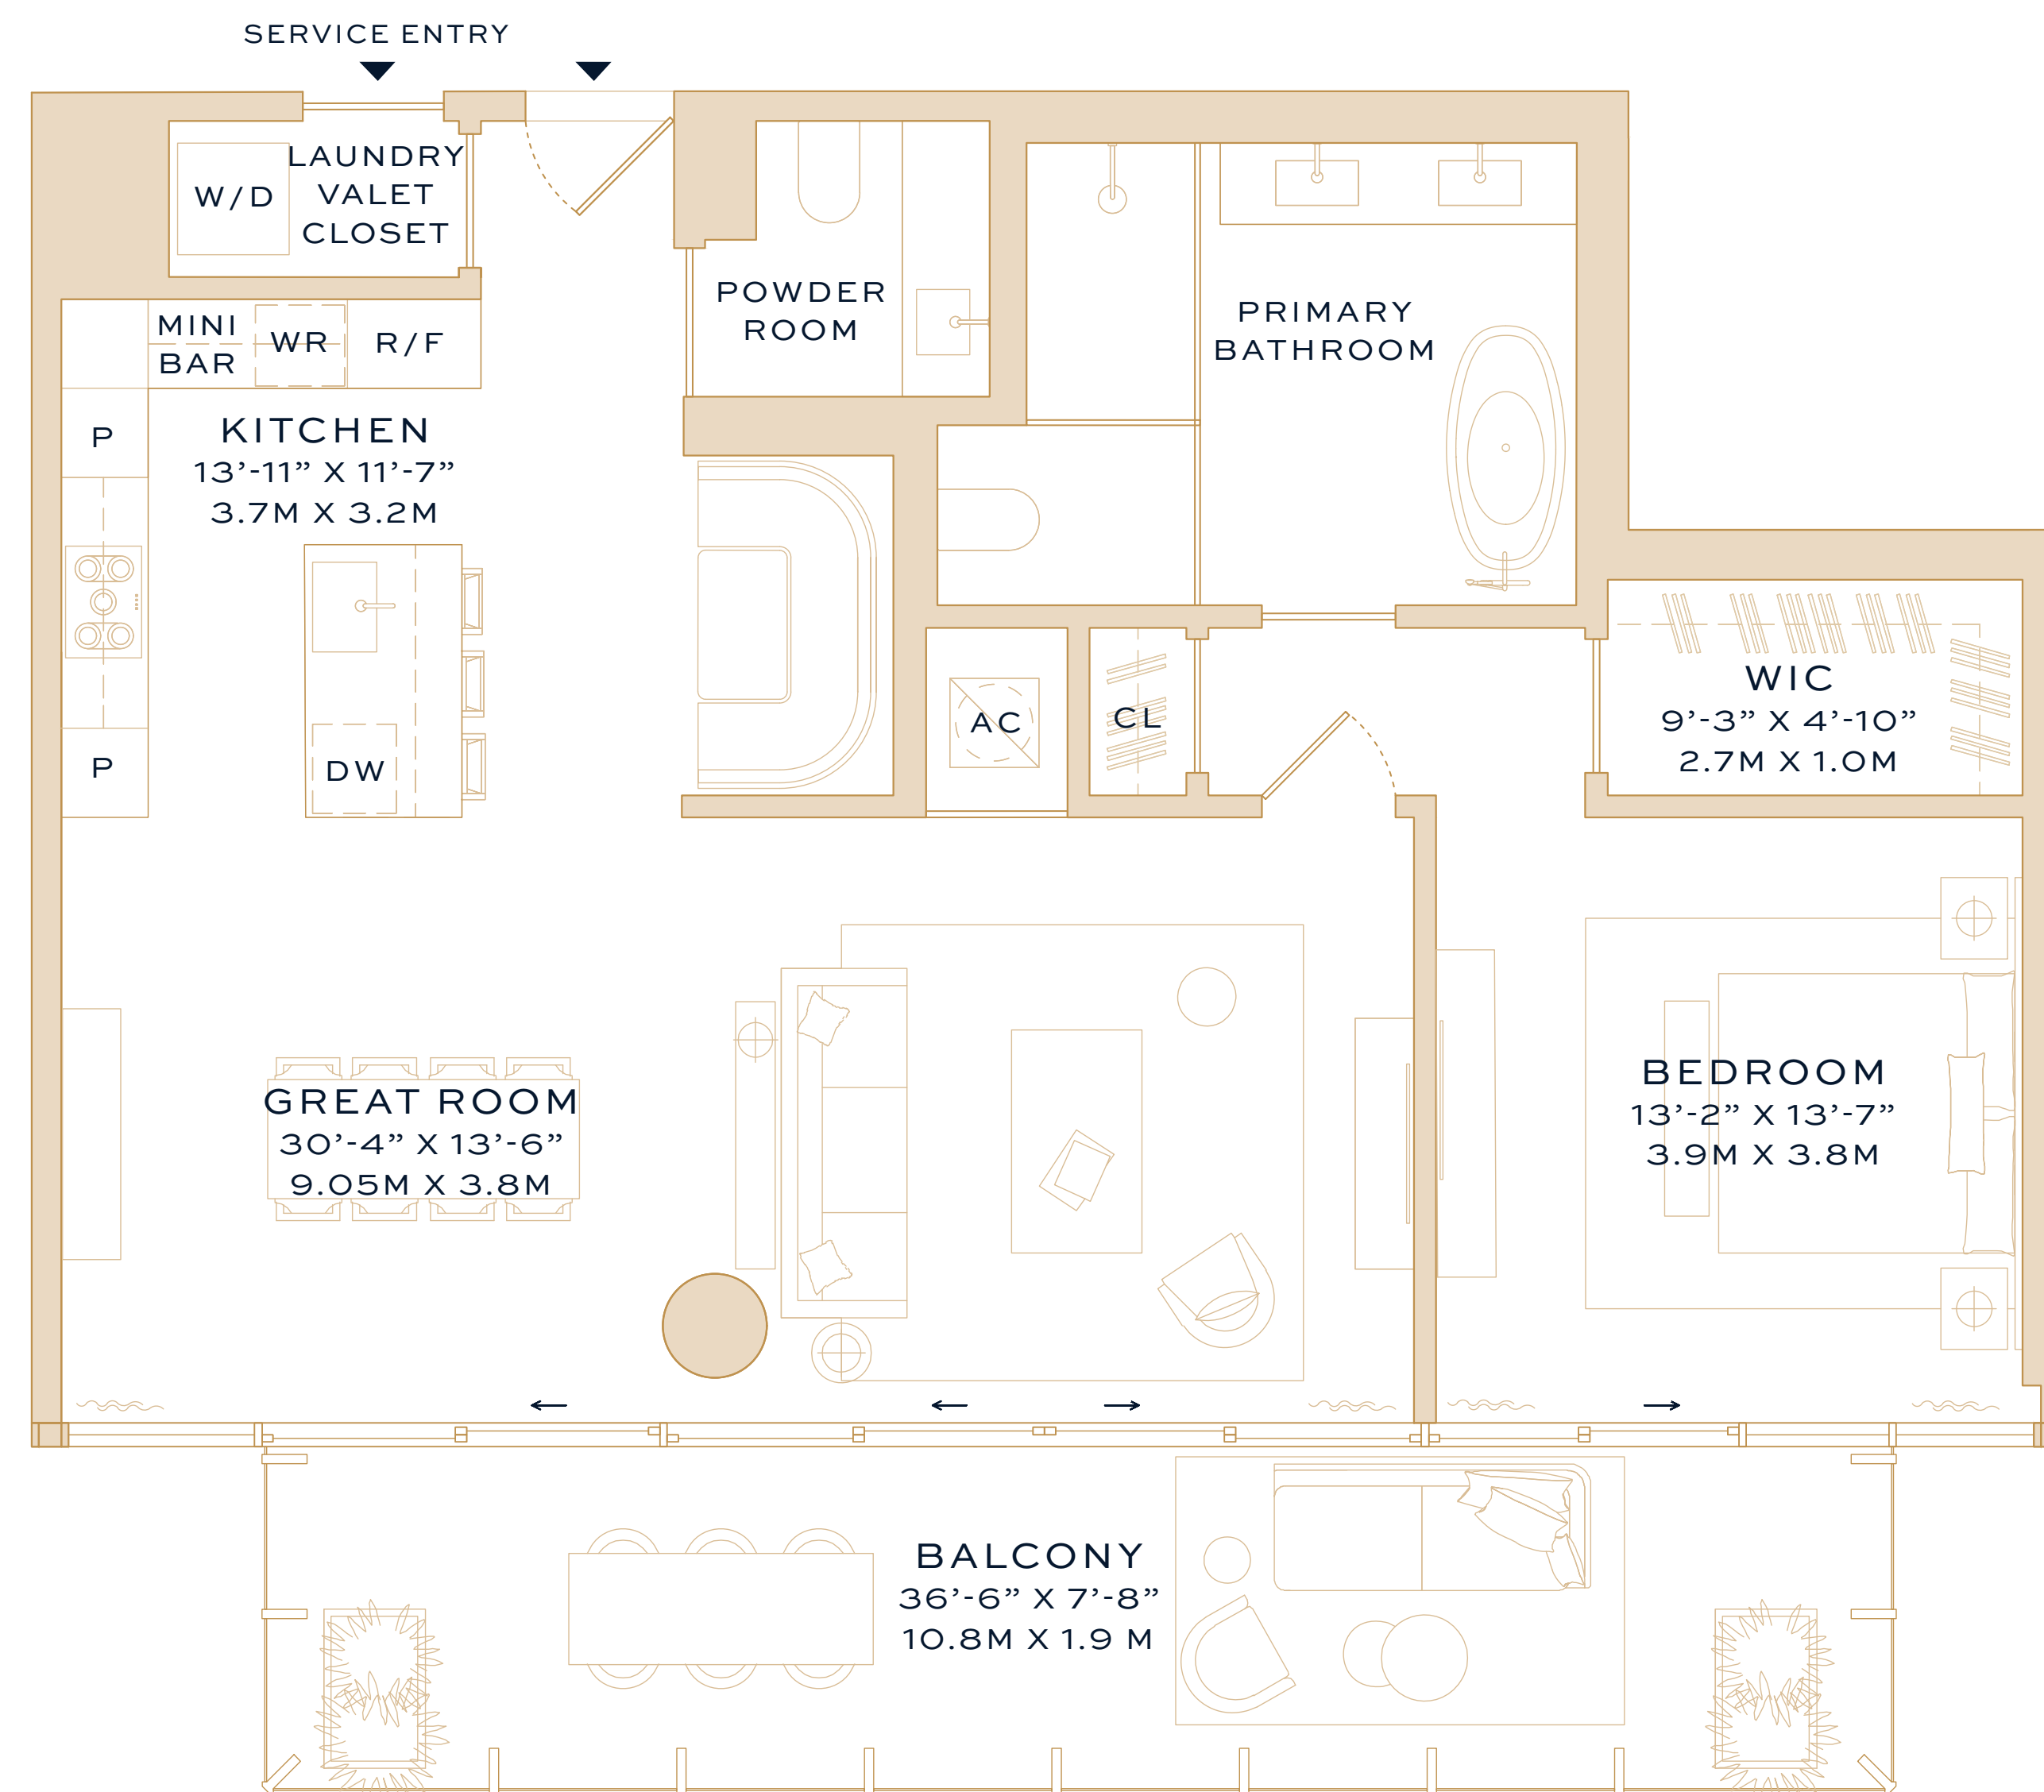 SERVICE ENTRY
LAUNDRY
VALET
CLOSET
W/D
POWDER
ROOM
PRIMARY
BATHROOM
MINI
BAR
WR
R/F
P
KITCHEN
13’-11” X 11’-7”
3.7M X 3.2M
P
DW
AC
CL
WIC
9’-3” X 4’-10”
2.7M X 1.0M
GREAT ROOM
30’-4” X 13’-6”
9.05M X 3.8M
BEDROOM
13’-2” X 13’-7”
3.9M X 3.8M
BALCONY
36’-6” X 7’-8”
10.8M X 1.9 M